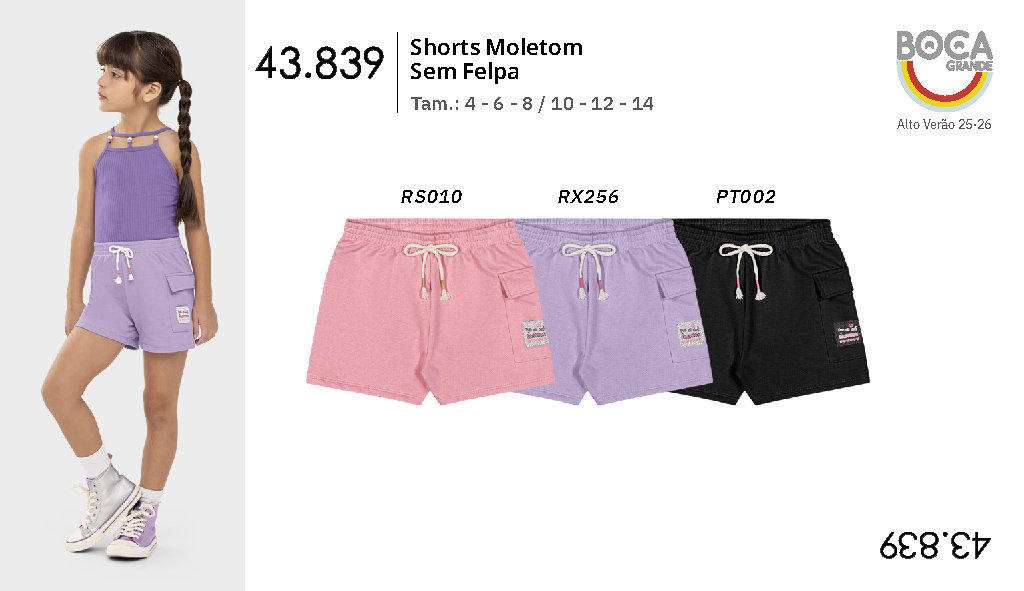 43.839
Shorts Moletom
Sem Felpa
Tam.: 4 - 6 - 8 / 10 - 12 - 14
BOCA
GRANDE
Alto Verão 25-26
RS010
RX256
PT002
43.839